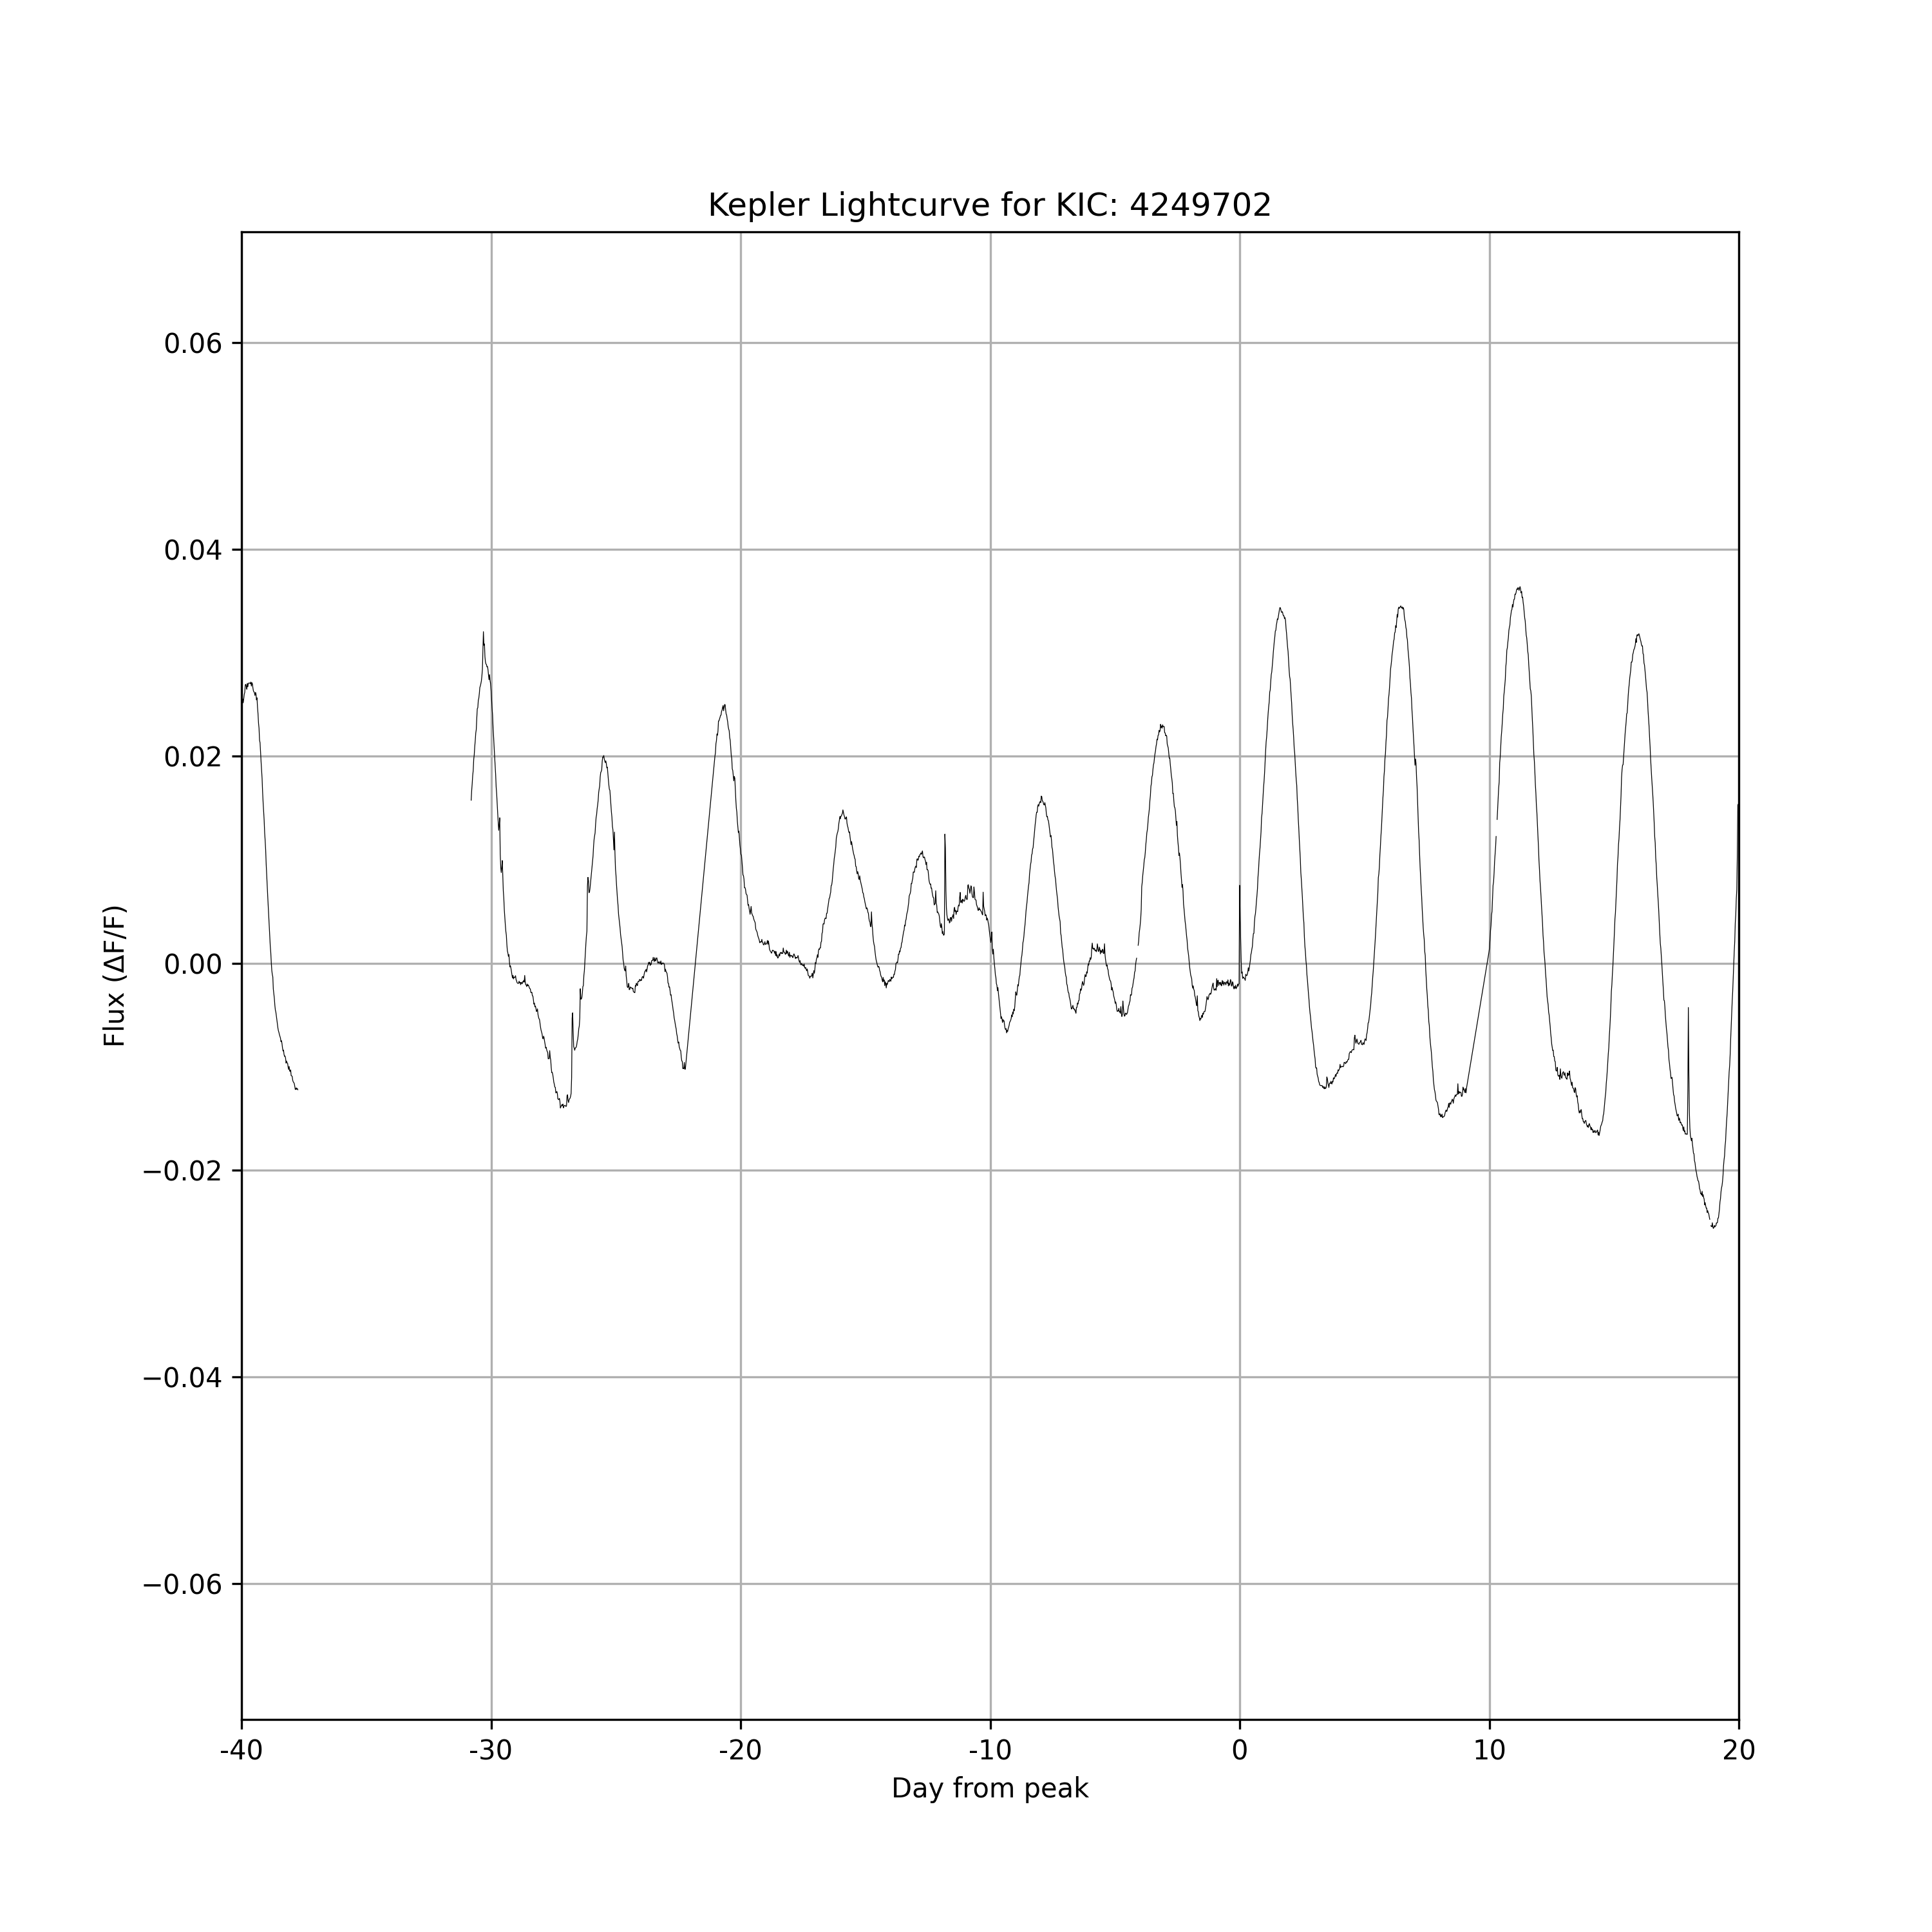 Kepler Lightcurve for KIC: 4249702
Flux (ΔF/F)
0.06
0.04
0.02
0.00
−0.02
−0.04
−0.06
-40 -30 -20 -10 0 10 20
Day from peak